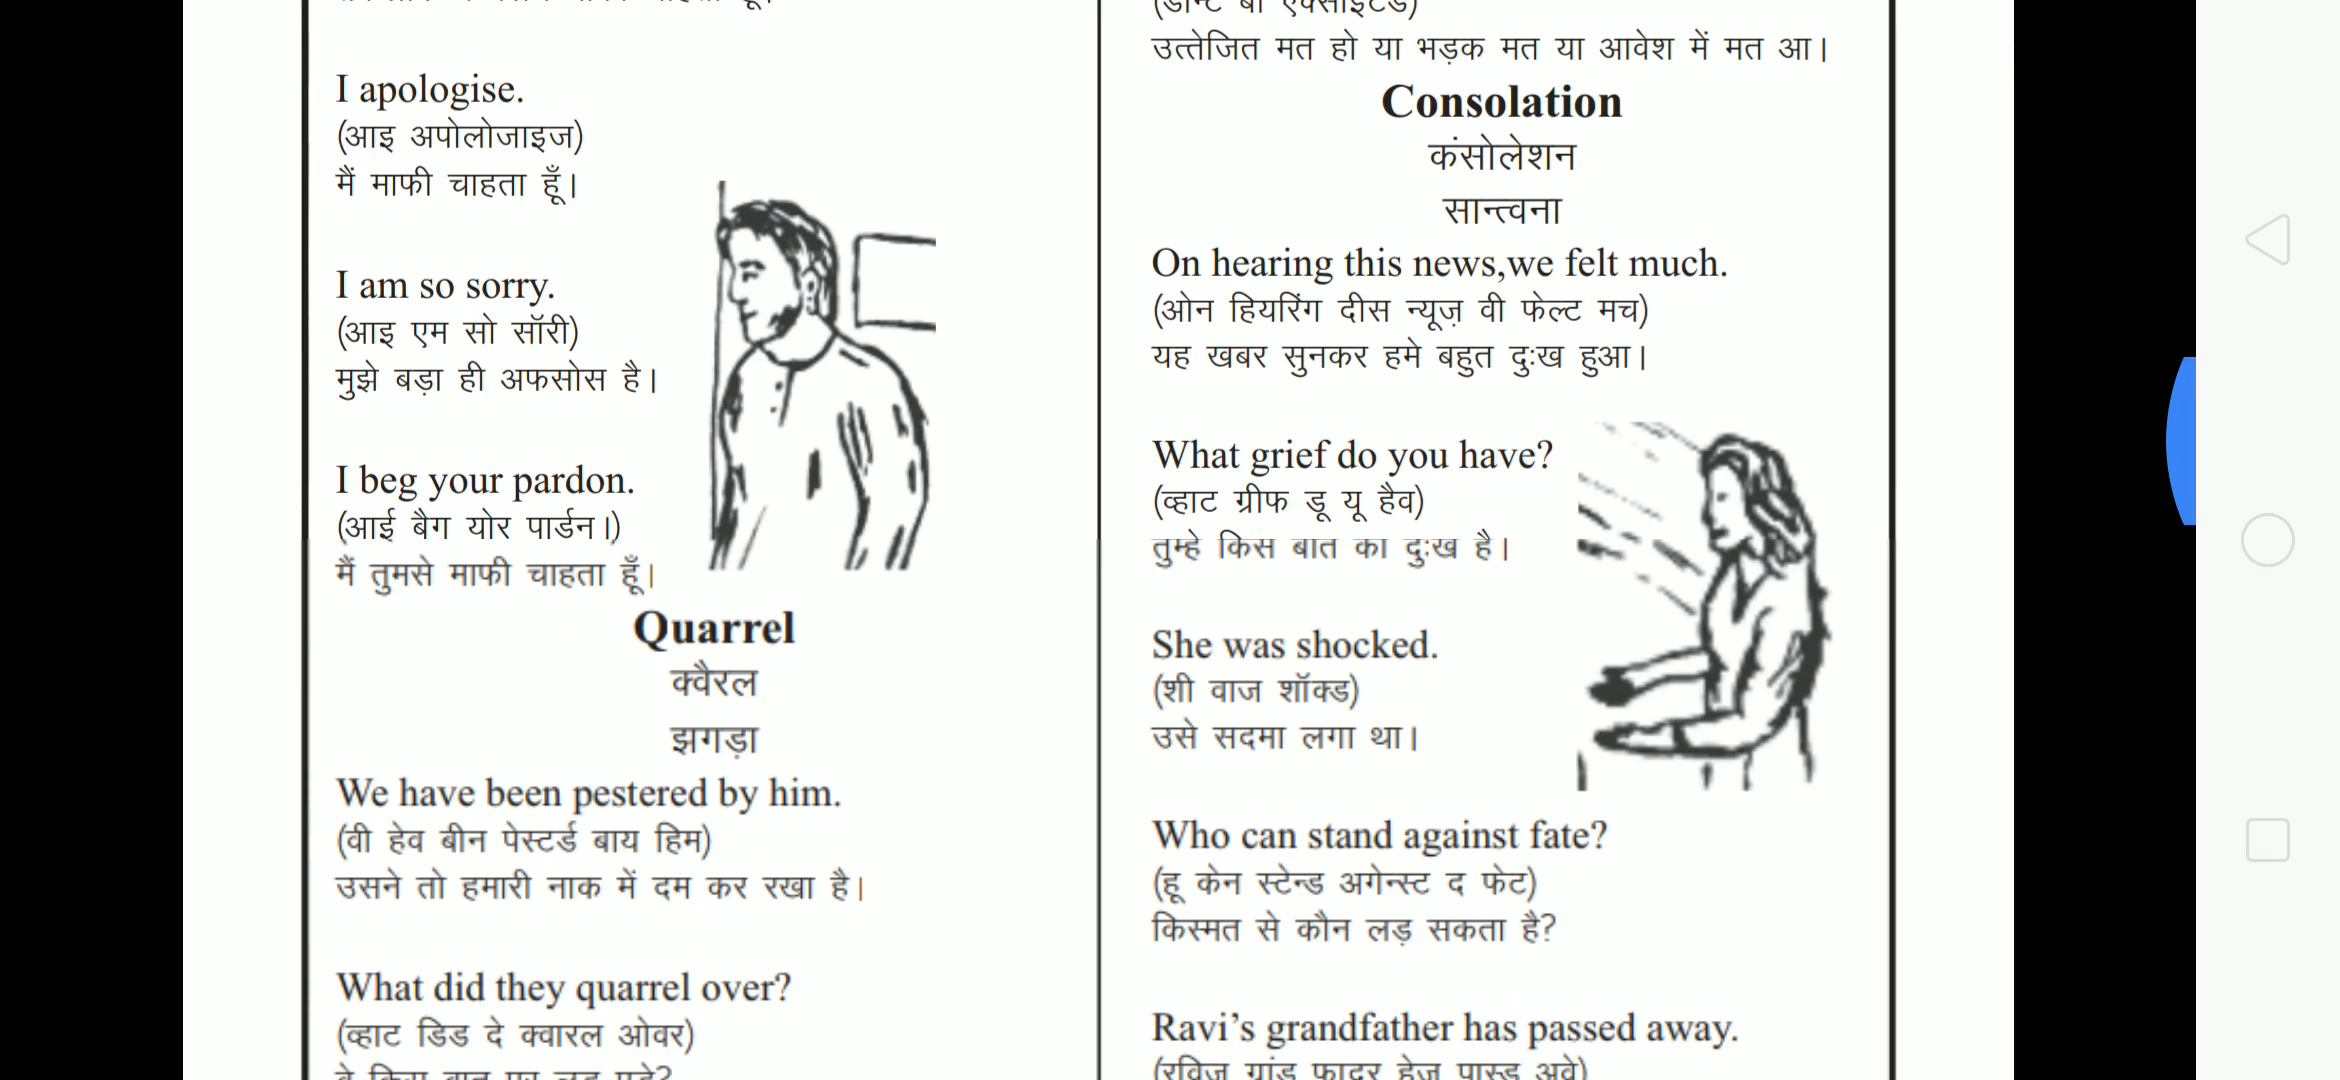 I apologise.
(आइ अपोलोजाइज)
मैं माफी चाहता हूँ।
I am so sorry.
(आइ एम सो सॉरी)
मुझे बड़ा ही अफसोस है।
I beg your pardon.
(आई बैग योर पार्डन।)
मैं तुमसे माफी चाहता हूँ।
Quarrel
क्वैरल
झगड़ा
We have been pestered by him.
(वी हेव बीन पेस्टर्ड बाय हिम)
उसने तो हमारी नाक में दम कर रखा है।
What did they quarrel over?
(व्हाट डिड दे क्वारल ओवर)
उत्तेजित मत हो या भड़क मत या आवेश में मत आ।
Consolation
कंसोलेशन
सान्त्वना
On hearing this news,we felt much.
(ओन हियरिंग दीस न्यूज़ वी फेल्ट मच)
यह खबर सुनकर हमे बहुत दुःख हुआ।
What grief do you have?
(व्हाट ग्रीफ डू यू हैव)
तुम्हे किस बात का दुःख है।
She was shocked.
(शी वाज शॉक्ड)
उसे सदमा लगा था।
Who can stand against fate?
(हू केन स्टेन्ड अगेन्स्ट द फेट)
किस्मत से कौन लड़ सकता है?
Ravi’s grandfather has passed away.
(रविज ग्रांड फादर हेज पास्ड अवे)